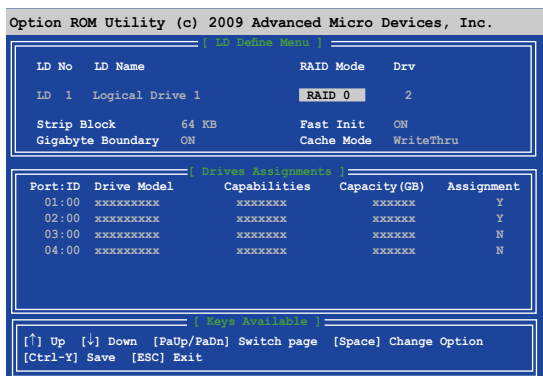 Option ROM Utility (c) 2009 Advanced Micro Devices, Inc.
[ LD Define Menu ]
LD No LD Name RAID Mode Drv
LD 1 Logical Drive 1 RAID 0 2
Strip Block 64 KB Fast Init ON
Gigabyte Boundary ON Cache Mode WriteThru
[ Drives Assignments ]
Port:ID Drive Model Capabilities Capacity(GB) Assignment
01:00 xxxxxxxxx xxxxxxx xxxxxx Y
02:00 xxxxxxxxx xxxxxxx xxxxxx Y
03:00 xxxxxxxxx xxxxxxx xxxxxx N
04:00 xxxxxxxxx xxxxxxx xxxxxx N
[ Keys Available ]
[↑] Up [↓] Down [PaUp/PaDn] Switch page [Space] Change Option
[Ctrl-Y] Save [ESC] Exit